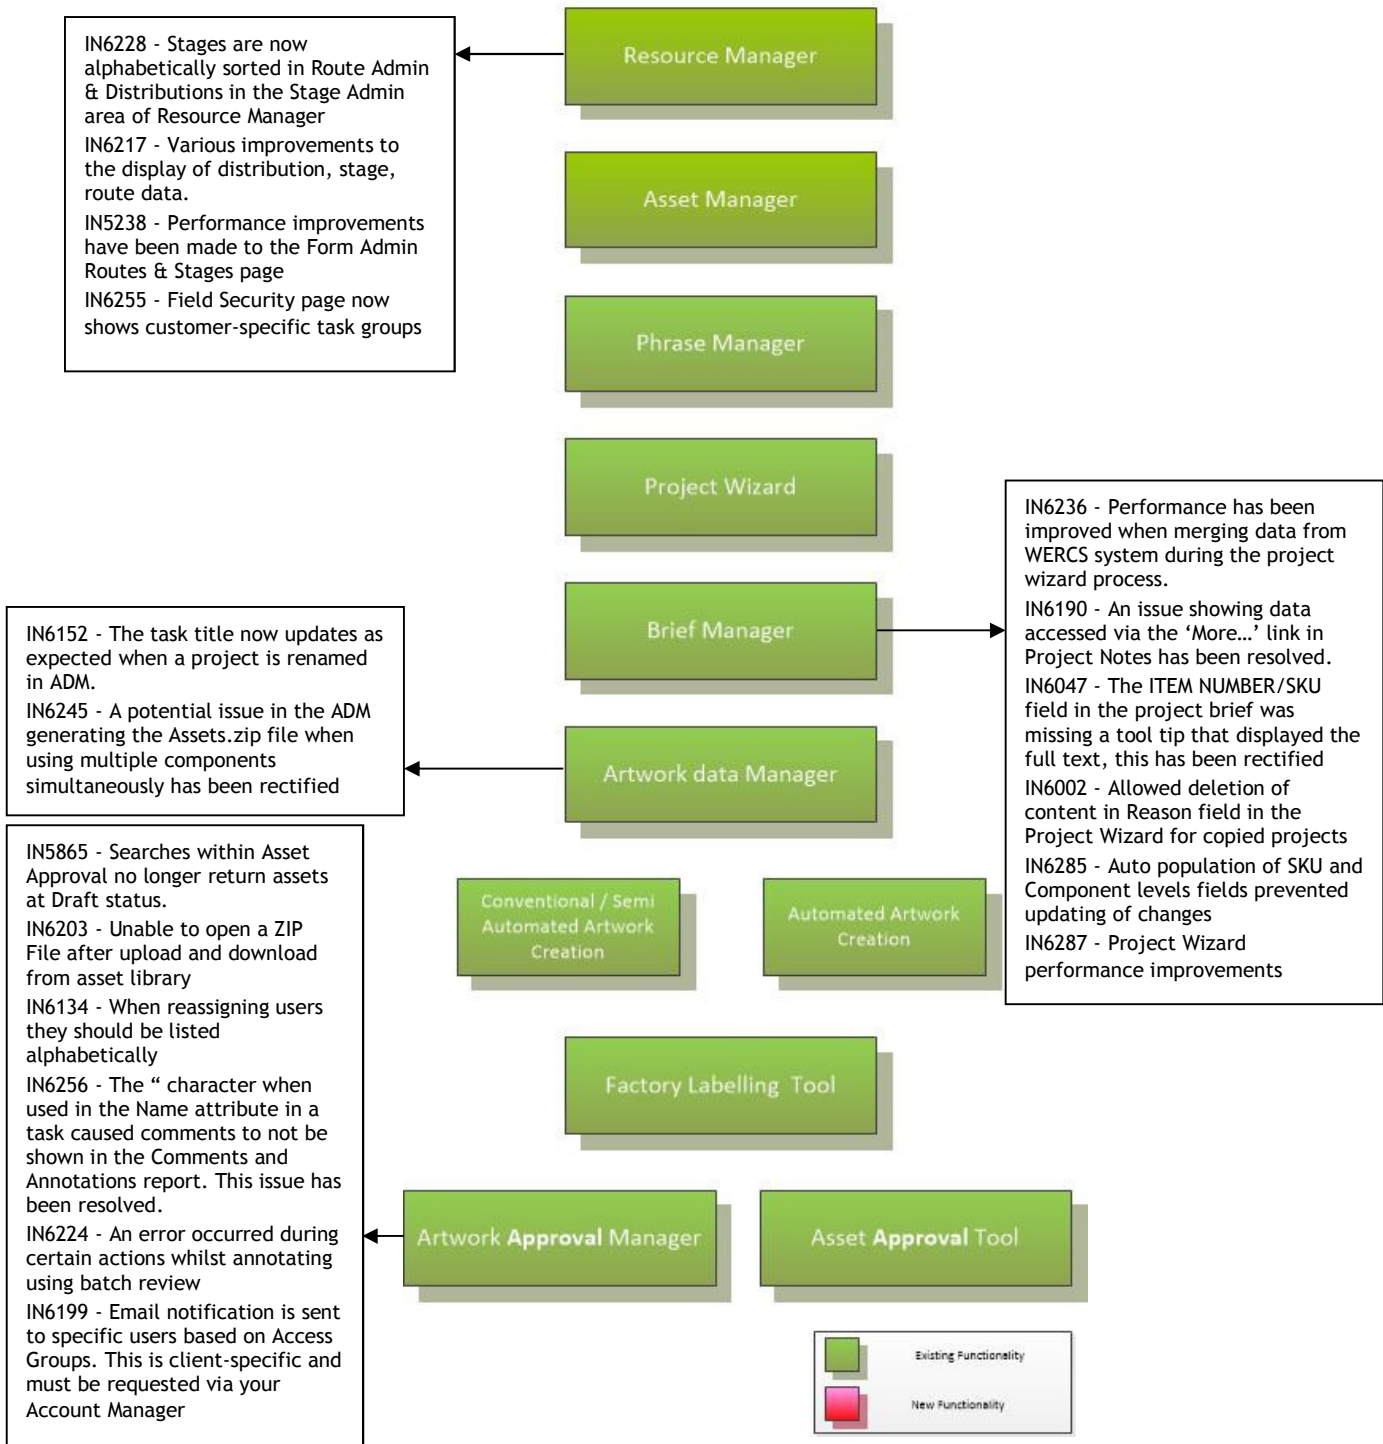 IN6228 - Stages are now
alphabetically sorted in Route Admin
& Distributions in the Stage Admin
area of Resource Manager
IN6217 - Various improvements to
the display of distribution, stage,
route data.
IN5238 - Performance improvements
have been made to the Form Admin
Routes & Stages page
IN6255 - Field Security page now
shows customer-specific task groups
Resource Manager
Asset Manager
Phrase Manager
Project Wizard
Brief Manager
IN6236 - Performance has been
improved when merging data from
WERCS system during the project
wizard process.
IN6190 - An issue showing data
accessed via the ‘More…’ link in
Project Notes has been resolved.
IN6047 - The ITEM NUMBER/SKU
field in the project brief was
missing a tool tip that displayed the
full text, this has been rectified
IN6002 - Allowed deletion of
content in Reason field in the
Project Wizard for copied projects
IN6285 - Auto population of SKU and
Component levels fields prevented
updating of changes
IN6287 - Project Wizard
performance improvements
IN6152 - The task title now updates as
expected when a project is renamed
in ADM.
IN6245 - A potential issue in the ADM
generating the Assets.zip file when
using multiple components
simultaneously has been rectified
Artwork data Manager
Conventional / Semi
Automated Artwork
Creation
Automated Artwork
Creation
Factory Labelling Tool
IN5865 - Searches within Asset
Approval no longer return assets
at Draft status.
IN6203 - Unable to open a ZIP
File after upload and download
from asset library
IN6134 - When reassigning users
they should be listed
alphabetically
IN6256 - The “ character when
used in the Name attribute in a
task caused comments to not be
shown in the Comments and
Annotations report. This issue has
been resolved.
IN6224 - An error occurred during
certain actions whilst annotating
using batch review
IN6199 - Email notification is sent
to specific users based on Access
Groups. This is client-specific and
must be requested via your
Account Manager
Artwork Approval Manager
Asset Approval Tool
Existing Functionality
New Functionality